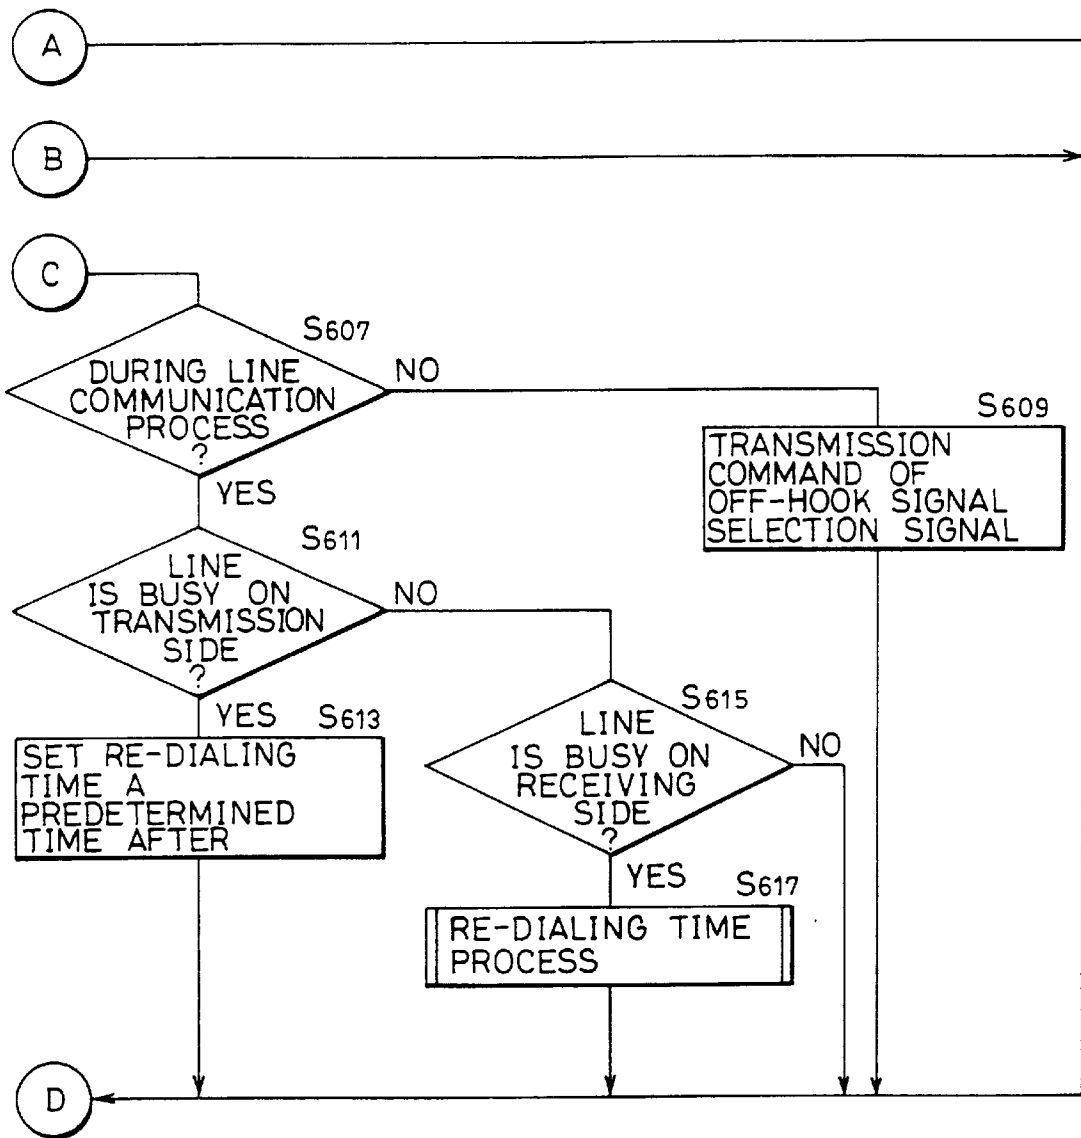 A
B
C
S607
DURING LINE
COMMUNICATION
PROCESS
?
NO
YES
S609
TRANSMISSION
COMMAND OF
OFF-HOOK SIGNAL
SELECTION SIGNAL
S611
LINE
IS BUSY ON
TRANSMISSION
SIDE
?
NO
YES
S613
SET RE-DIALING
TIME A
PREDETERMINED
TIME AFTER
S615
LINE
IS BUSY ON
RECEIVING
SIDE
?
NO
YES
S617
RE-DIALING TIME
PROCESS
D